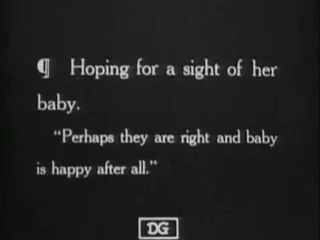 ¶ Hoping for a sight of her
baby.
"Perhaps they are right and baby
is happy after all."
DG